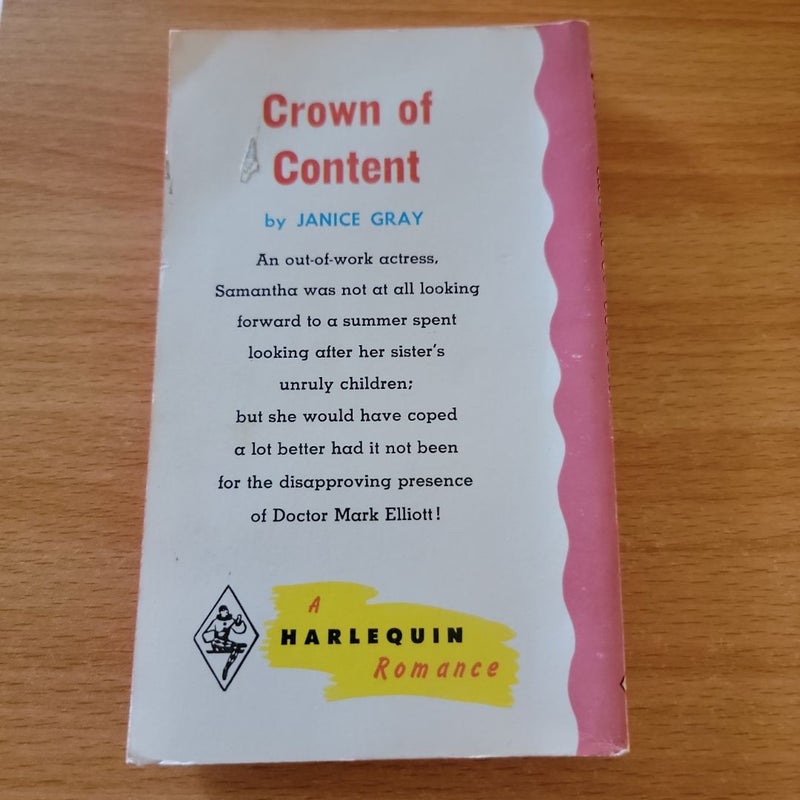 Crown of
Content
by JANICE GRAY
An out-of-work actress,
Samantha was not at all looking
forward to a summer spent
looking after her sister's
unruly children;
but she would have coped
a lot better had it not been
for the disapproving presence
of Doctor Mark Elliott!
A
HARLEQUIN
Romance